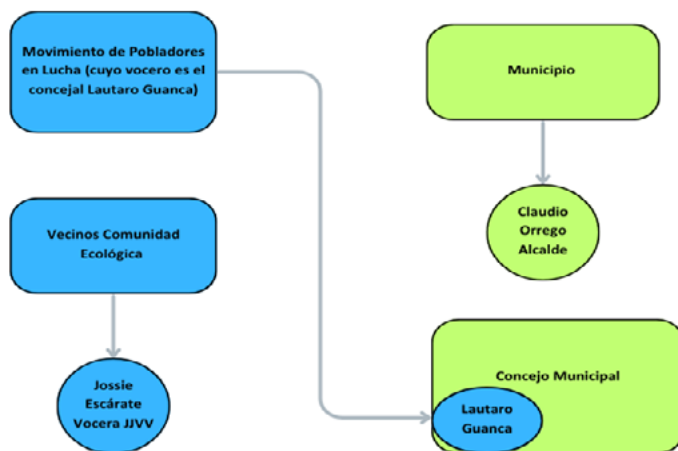 Movimiento de Pobladores
en Lucha (cuyo vocero es el
concejal Lautaro Guanca)
Municipio
Vecinos Comunidad
Ecológica
Claudio
Orrego
Alcalde
Jossie
Escárate
Vocera JJVV
Concejo Municipal
Lautaro
Guanca